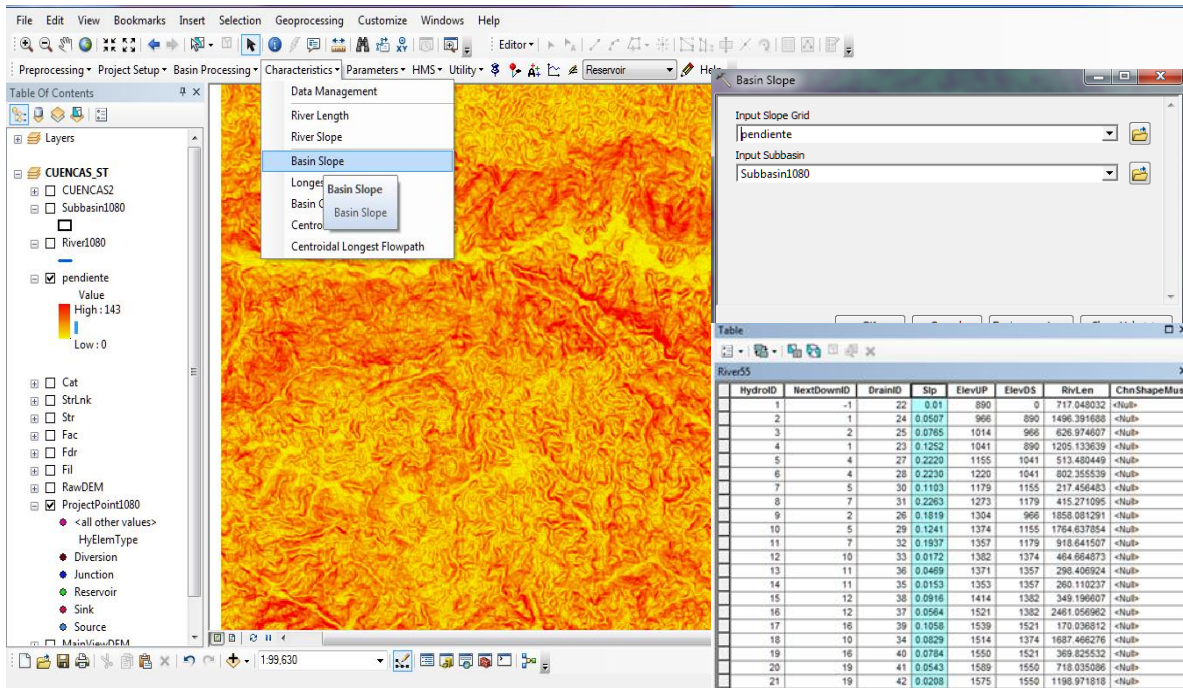 File Edit View Bookmarks Insert Selection Geoprocessing Customize Windows Help
Editor
Preprocessing Project Setup Basin Processing Characteristics Parameters HMS Utility Reservoir
Table Of Contents
Layers
CUENCAS_ST
CUENCAS2
Subbasin1080
River1080
pendiente
Value
High : 143
Low : 0
Cat
StrLnk
Str
Fac
Fdr
Fil
RawDEM
ProjectPoint1080
<all other values>
HyElemType
Diversion
Junction
Reservoir
Sink
Source
MainViewDEM
Data Management
River Length
River Slope
Basin Slope
Basin Slope
Basin Slope
Centroidal Longest Flowpath
1:99,630
Basin Slope
Input Slope Grid
pendiente
Input Subbasin
Subbasin1080
Table
River55
HydroID NextDownID DrainID Slp ElevUP ElevDS RivLen ChnShapeMus
1 -1 22 0.01 890 0 717.048032 <Null>
2 1 24 0.0507 966 890 1496.391688 <Null>
3 2 25 0.0765 1014 966 626.974607 <Null>
4 1 23 0.1252 1041 890 1205.133639 <Null>
5 4 27 0.2220 1155 1041 513.480449 <Null>
6 4 28 0.2230 1220 1041 802.355539 <Null>
7 5 30 0.1103 1179 1155 217.456483 <Null>
8 7 31 0.2263 1273 1179 415.271095 <Null>
9 2 26 0.1819 1304 966 1858.081291 <Null>
10 5 29 0.1241 1374 1155 1764.637854 <Null>
11 7 32 0.1937 1357 1179 918.641507 <Null>
12 10 33 0.0172 1382 1374 464.664873 <Null>
13 11 36 0.0469 1371 1357 298.406924 <Null>
14 11 35 0.0153 1353 1357 260.110237 <Null>
15 12 38 0.0916 1414 1382 349.196607 <Null>
16 12 37 0.0564 1521 1382 2461.056962 <Null>
17 16 39 0.1058 1539 1521 170.036812 <Null>
18 10 34 0.0829 1514 1374 1687.466276 <Null>
19 16 40 0.0784 1550 1521 369.825532 <Null>
20 19 41 0.0543 1589 1550 718.035086 <Null>
21 19 42 0.0208 1575 1550 1198.971818 <Null>